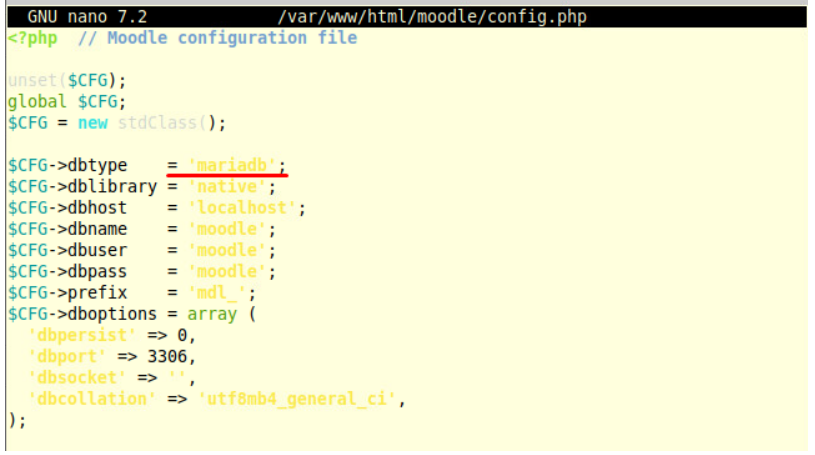 GNU nano 7.2 /var/www/html/moodle/config.php
<?php // Moodle configuration file
unset($CFG);
global $CFG;
$CFG = new stdClass();
$CFG->dbtype = 'mariadb';
$CFG->dblibrary = 'native';
$CFG->dbhost = 'localhost';
$CFG->dbname = 'moodle';
$CFG->dbuser = 'moodle';
$CFG->dbpass = 'moodle';
$CFG->prefix = 'mdl_';
$CFG->dboptions = array (
'dbpersist' => 0,
'dbport' => 3306,
'dbsocket' => '',
'dbcollation' => 'utf8mb4_general_ci',
);